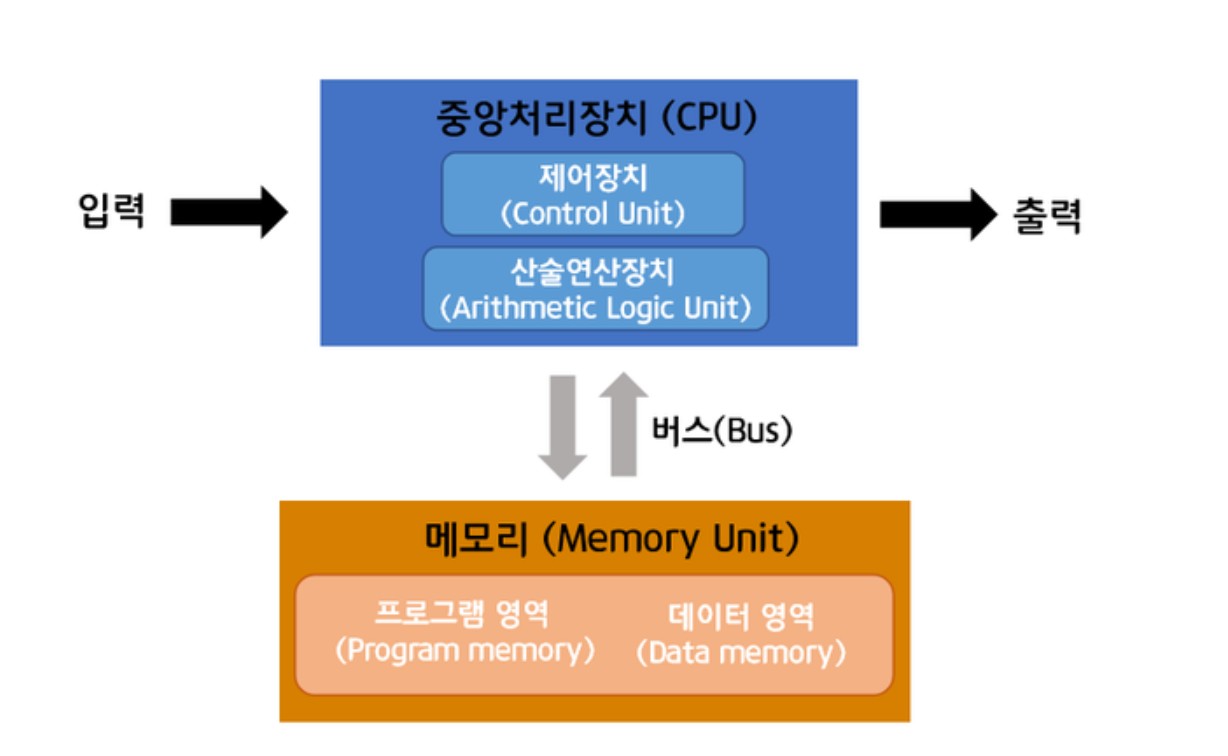 중앙처리장치 (CPU)
제어장치
(Control Unit)
입력
출력
산술연산장치
(Arithmetic Logic Unit)
버스(Bus)
메모리 (Memory Unit)
프로그램 영역
(Program memory)
데이터 영역
(Data memory)